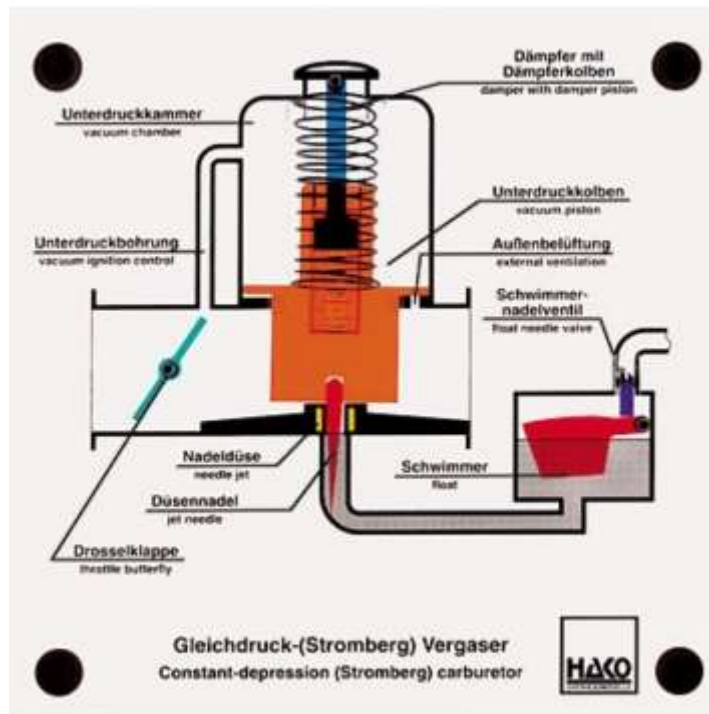 Dämpfer mit
Dämpferkolben
damper with damper piston
Unterdruckkammer
vacuum chamber
Unterdruckkolben
vacuum piston
Unterdruckbohrung
vacuum ignition control
Außenbelüftung
external ventilation
Schwimmer-
nadelventil
float needle valve
Nadeldüse
needle jet
Schwimmer
float
Düsennadel
jet needle
Drosselklappe
throttle butterfly
Gleichdruck-(Stromberg) Vergaser
Constant-depression (Stromberg) carburetor
HAKO